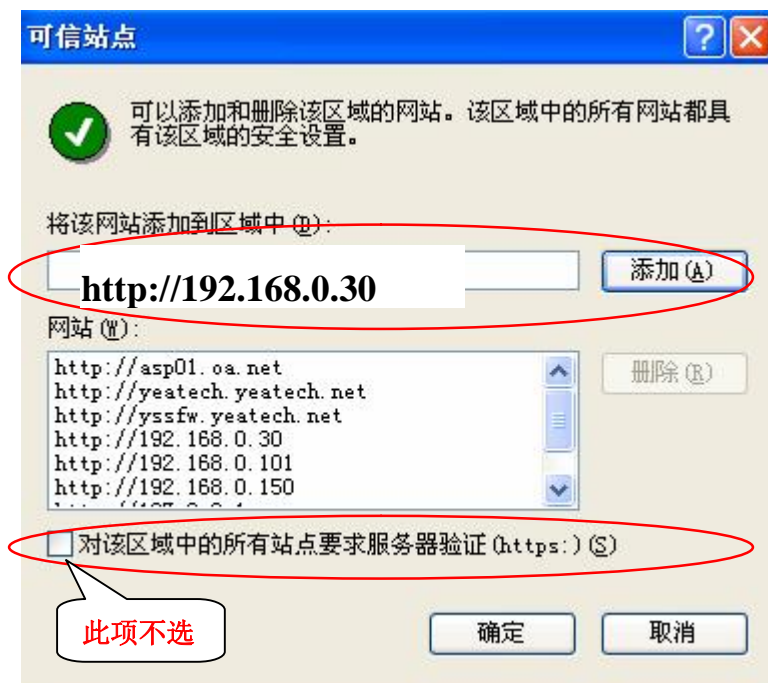 可信站点
可以添加和删除该区域的网站。该区域中的所有网站都具
有该区域的安全设置。
将该网站添加到区域中(D):
http://192.168.0.30
添加(A)
网站(W):
http://asp01.oa.net
http://yeatech.yeatech.net
http://yssfw.yeatech.net
http://192.168.0.30
http://192.168.0.101
http://192.168.0.150
删除(R)
对该区域中的所有站点要求服务器验证(https:)(S)
此项不选
确定
取消